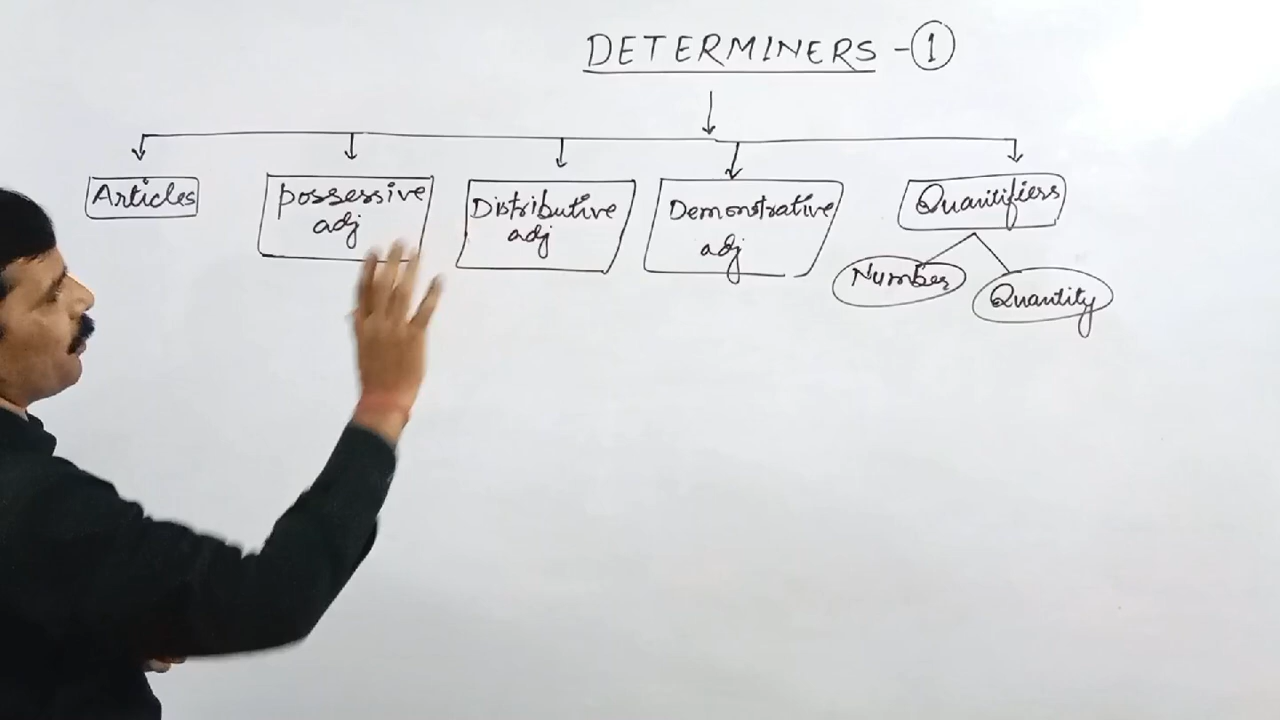 DETERMINERS - 1
Articles
possessive
adj
Distributive
adj
Demonstrative
adj
Quantifiers
Number
Quantity